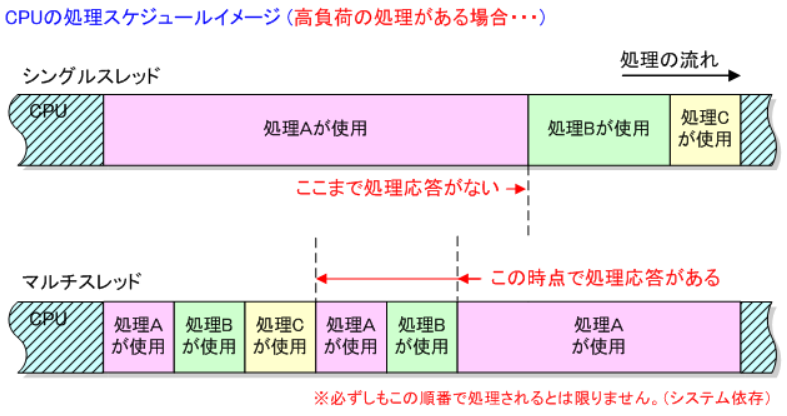 CPUの処理スケジュールイメージ（高負荷の処理がある場合・・・）
処理の流れ
シングルスレッド
CPU
処理Aが使用
処理Bが使用
処理C
が使用
ここまで処理応答がない
この時点で処理応答がある
マルチスレッド
CPU
処理A
が使用
処理B
が使用
処理C
が使用
処理A
が使用
処理B
が使用
処理A
が使用
※必ずしもこの順番で処理されるとは限りません。（システム依存）